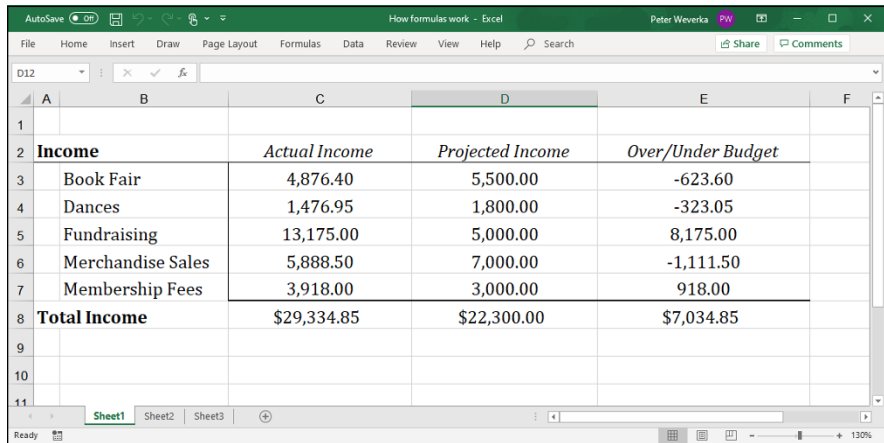 AutoSave Off How formulas work - Excel Peter Weverka PW
File Home Insert Draw Page Layout Formulas Data Review View Help Search Share Comments
D12 fx
A B C D E F
1
2 Income Actual Income Projected Income Over/Under Budget
3 Book Fair 4,876.40 5,500.00 -623.60
4 Dances 1,476.95 1,800.00 -323.05
5 Fundraising 13,175.00 5,000.00 8,175.00
6 Merchandise Sales 5,888.50 7,000.00 -1,111.50
7 Membership Fees 3,918.00 3,000.00 918.00
8 Total Income $29,334.85 $22,300.00 $7,034.85
9
10
11
Sheet1 Sheet2 Sheet3
Ready 130%